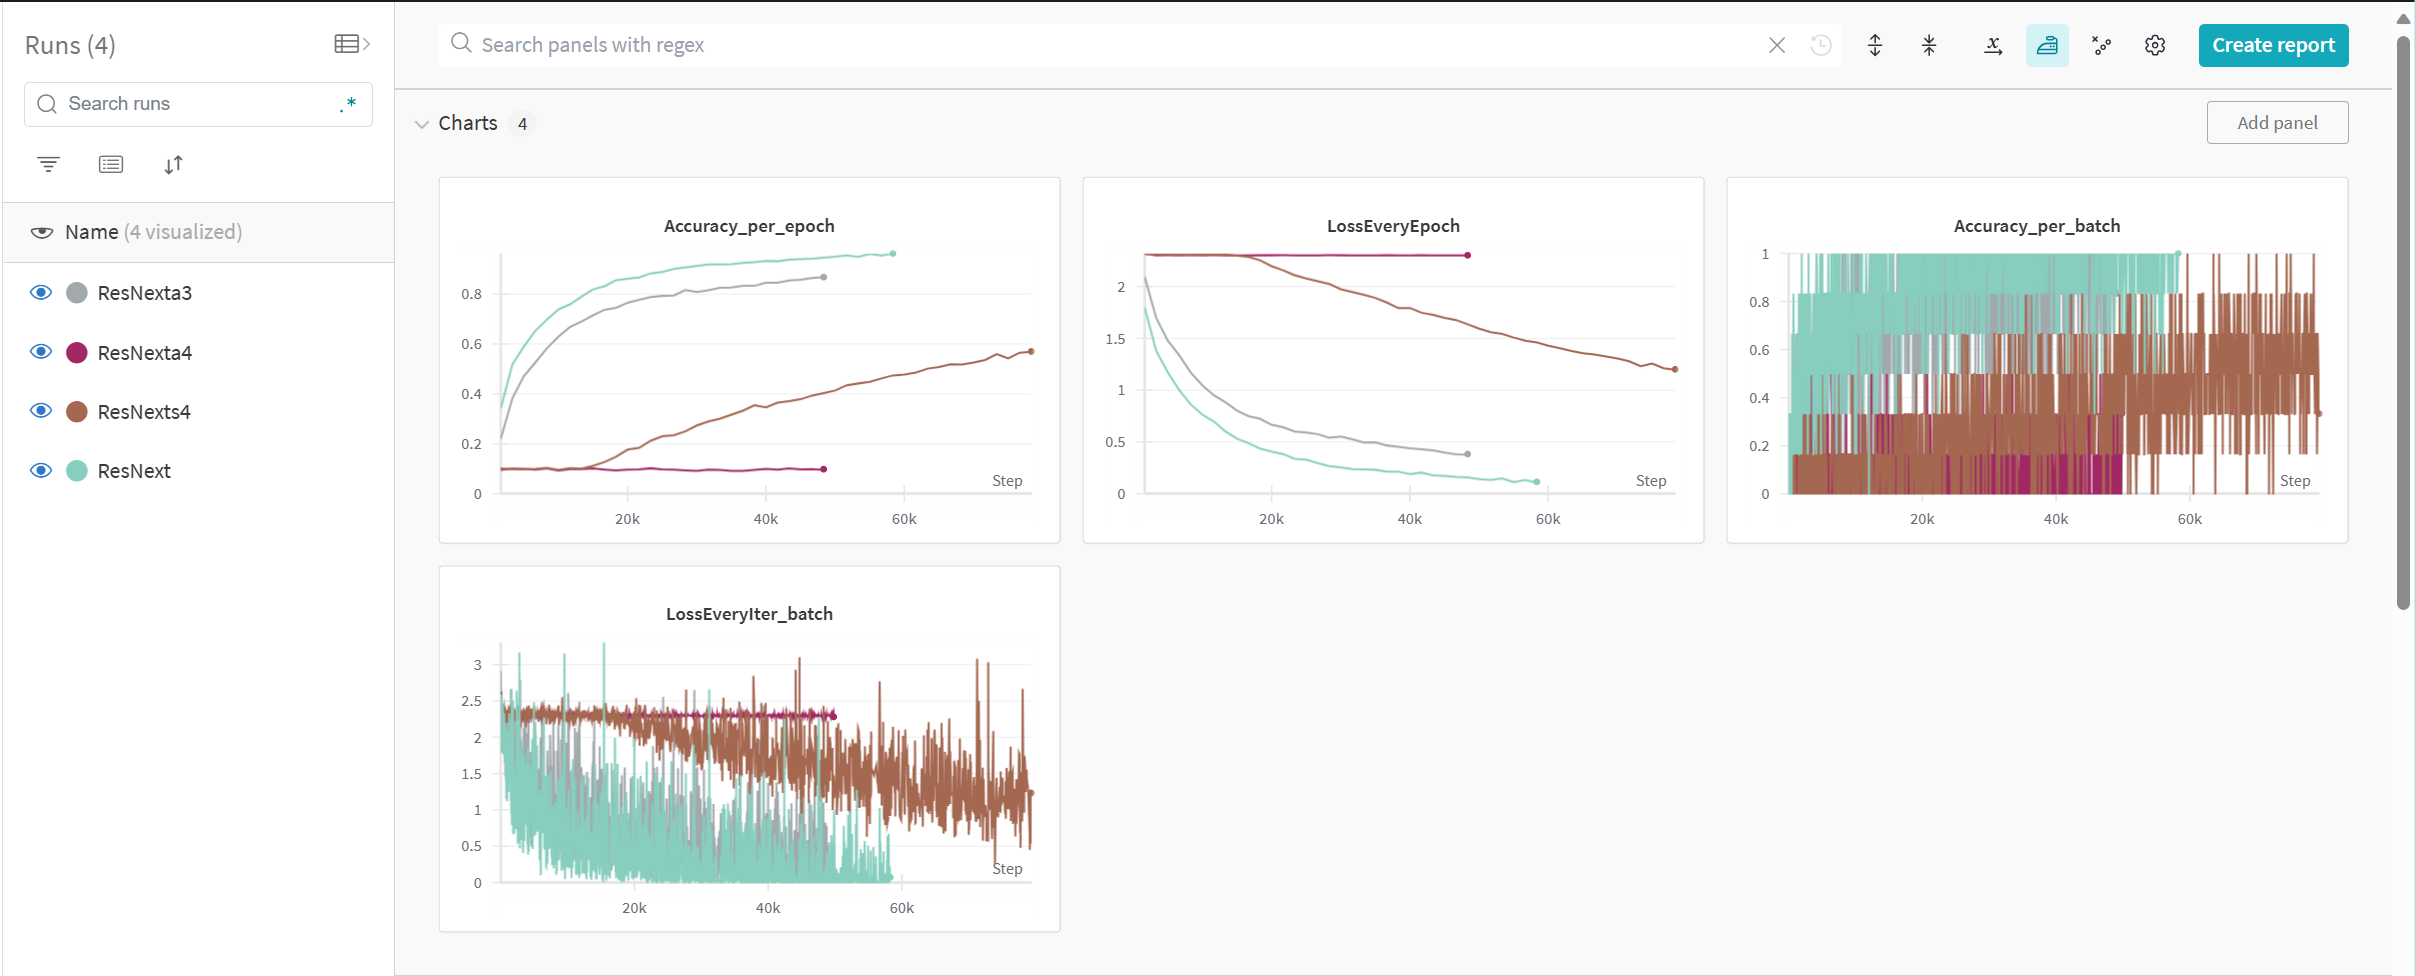 Runs (4)
Search runs
.*
Name (4 visualized)
ResNexta3
ResNexta4
ResNexts4
ResNext
Search panels with regex
Create report
Charts 4
Add panel
Accuracy_per_epoch
0.8
0.6
0.4
0.2
0
Step
20k 40k 60k
LossEveryEpoch
2
1.5
1
0.5
0
Step
20k 40k 60k
Accuracy_per_batch
1
0.8
0.6
0.4
0.2
0
Step
20k 40k 60k
LossEveryIter_batch
3
2.5
2
1.5
1
0.5
0
Step
20k 40k 60k